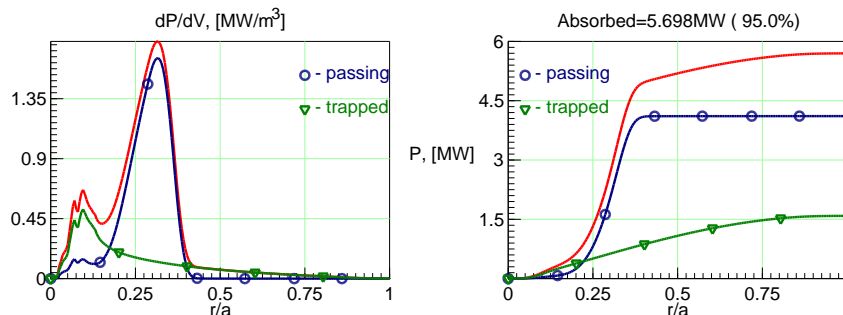 dP/dV, [MW/m³]
1.35
0.9
0.45
0
0
0.25
0.5
0.75
1
r/a
- passing
- trapped
Absorbed=5.698MW ( 95.0%)
P, [MW]
6
4.5
3
1.5
0
0
0.25
0.5
0.75
r/a
- passing
- trapped